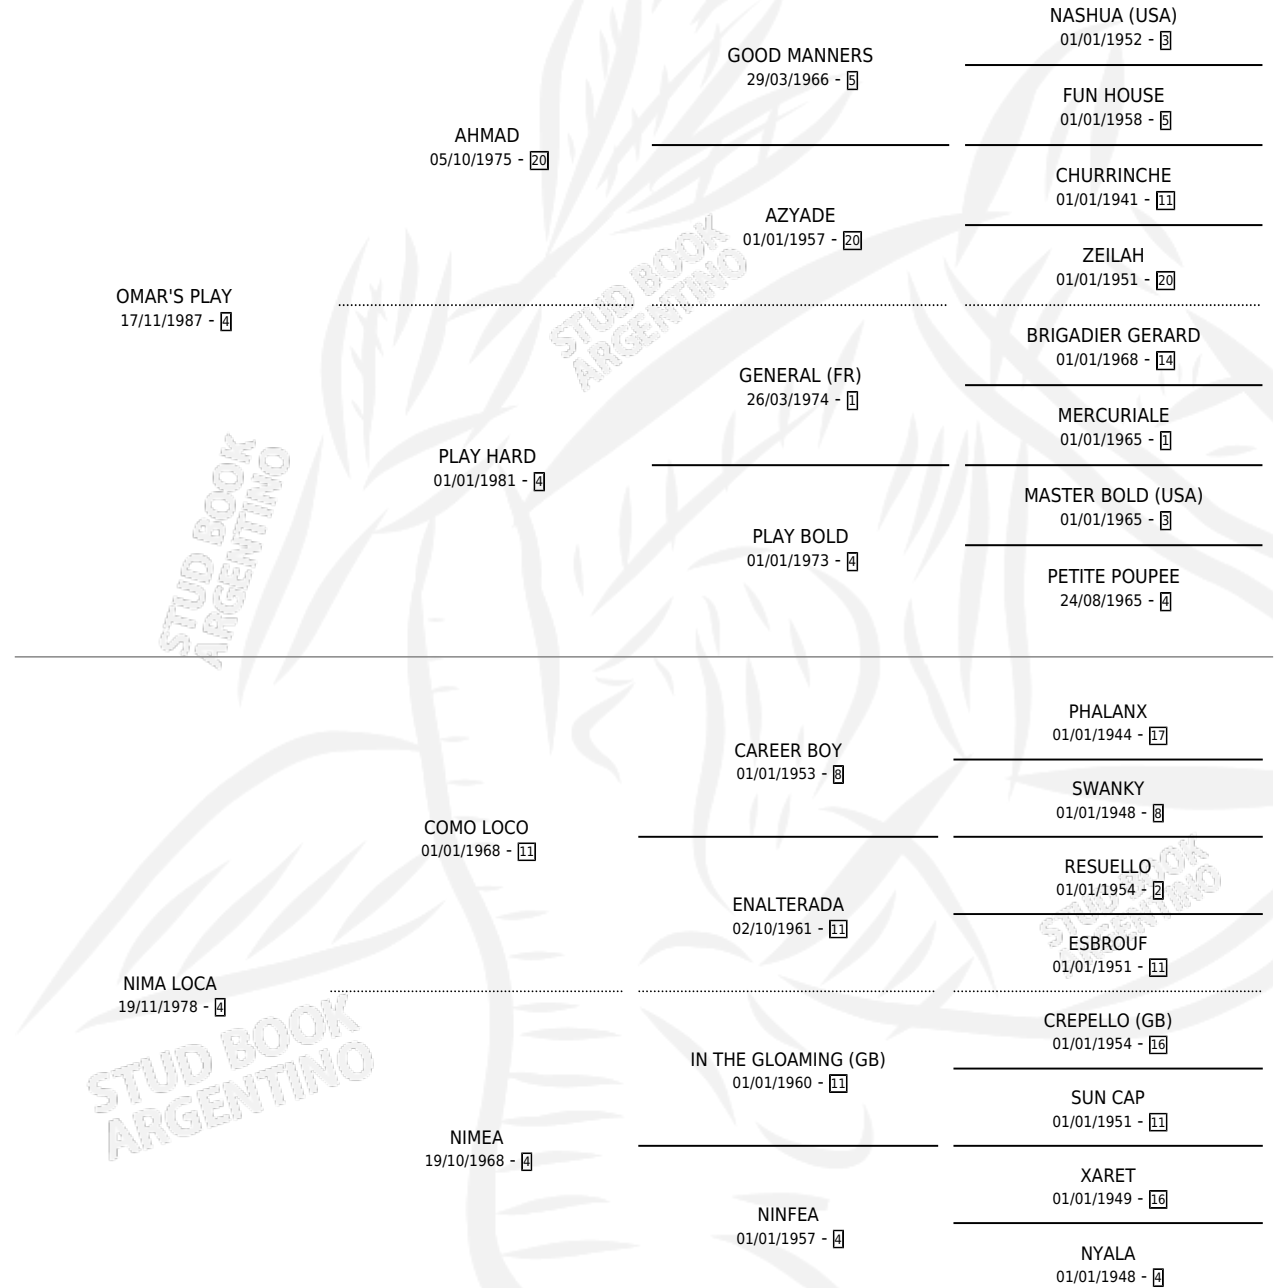 NASHUA (USA)
01/01/1952 - 3
GOOD MANNERS
29/03/1966 - 5
FUN HOUSE
01/01/1958 - 5
AHMAD
05/10/1975 - 20
CHURRINCHE
01/01/1941 - 11
AZYADE
01/01/1957 - 20
ZEILAH
01/01/1951 - 20
OMAR'S PLAY
17/11/1987 - 4
BRIGADIER GERARD
01/01/1968 - 14
GENERAL (FR)
26/03/1974 - 1
MERCURIALE
01/01/1965 - 1
PLAY HARD
01/01/1981 - 4
MASTER BOLD (USA)
01/01/1965 - 3
PLAY BOLD
01/01/1973 - 4
PETITE POUPEE
24/08/1965 - 4
STUD BOOK
ARGENTINO
STUD BOOK
ARGENTINO
PHALANX
01/01/1944 - 17
CAREER BOY
01/01/1953 - 8
SWANKY
01/01/1948 - 8
COMO LOCO
01/01/1968 - 11
RESUELLO
01/01/1954 - 2
ENALTERADA
02/10/1961 - 11
ESBROUF
01/01/1951 - 11
STUD BOOK
ARGENTINO
NIMA LOCA
19/11/1978 - 4
CREPELLO (GB)
01/01/1954 - 16
IN THE GLOAMING (GB)
01/01/1960 - 11
SUN CAP
01/01/1951 - 11
STUD BOOK
ARGENTINO
NIMEA
19/10/1968 - 4
XARET
01/01/1949 - 16
NINFEA
01/01/1957 - 4
NYALA
01/01/1948 - 4